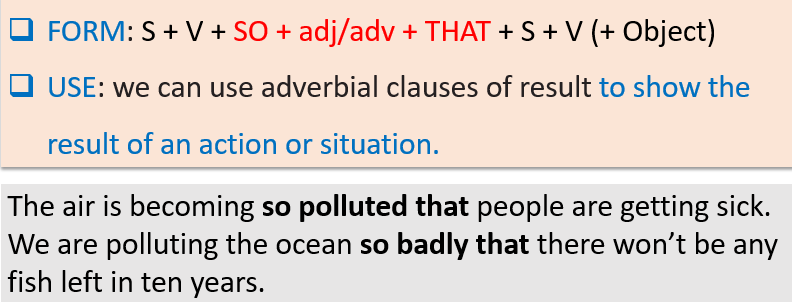 ❑ FORM: S + V + SO + adj/adv + THAT + S + V (+ Object)
❑ USE: we can use adverbial clauses of result to show the
result of an action or situation.
The air is becoming so polluted that people are getting sick.
We are polluting the ocean so badly that there won’t be any
fish left in ten years.